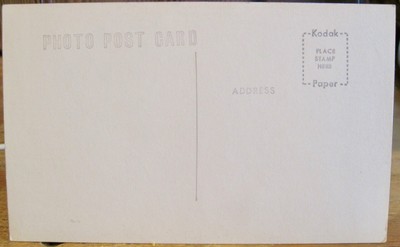 PHOTO POST CARD
Kodak
PLACE
STAMP
HERE
Paper
ADDRESS